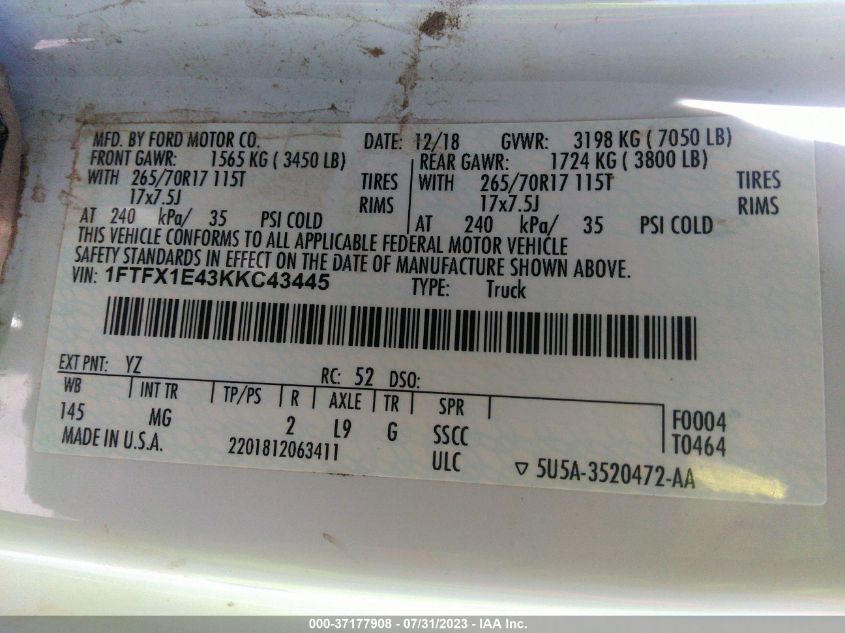 MFD. BY FORD MOTOR CO. DATE: 12/18 GVWR: 3198 KG ( 7050 LB)
FRONT GAWR: 1565 KG ( 3450 LB) REAR GAWR: 1724 KG ( 3800 LB)
WITH 265/70R17 115T TIRES WITH 265/70R17 115T TIRES
17x7.5J RIMS 17x7.5J RIMS
AT 240 kPa/ 35 PSI COLD AT 240 kPa/ 35 PSI COLD
THIS VEHICLE CONFORMS TO ALL APPLICABLE FEDERAL MOTOR VEHICLE
SAFETY STANDARDS IN EFFECT ON THE DATE OF MANUFACTURE SHOWN ABOVE.
VIN: 1FTFX1E43KKC43445 TYPE: Truck
EXT PNT: YZ RC: 52 DSO:
WB INT TR TP/PS R AXLE TR SPR
145 MG 2 L9 G SSCC F0004
MADE IN U.S.A. 2201812063411 ULC T0464
▽ 5U5A-3520472-AA
000-37177908 - 07/31/2023 - IAA Inc.